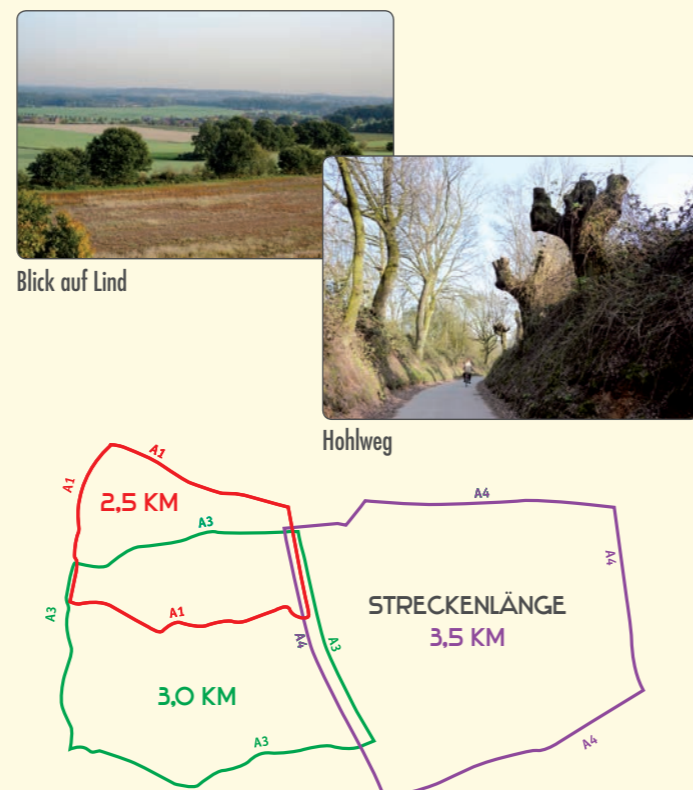 Blick auf Lind
Hohlweg
A1
A1
2,5 KM
A3
A4
A4
A3
A1
A4
A3
STRECKENLÄNGE
3,5 KM
3,0 KM
A3
A4